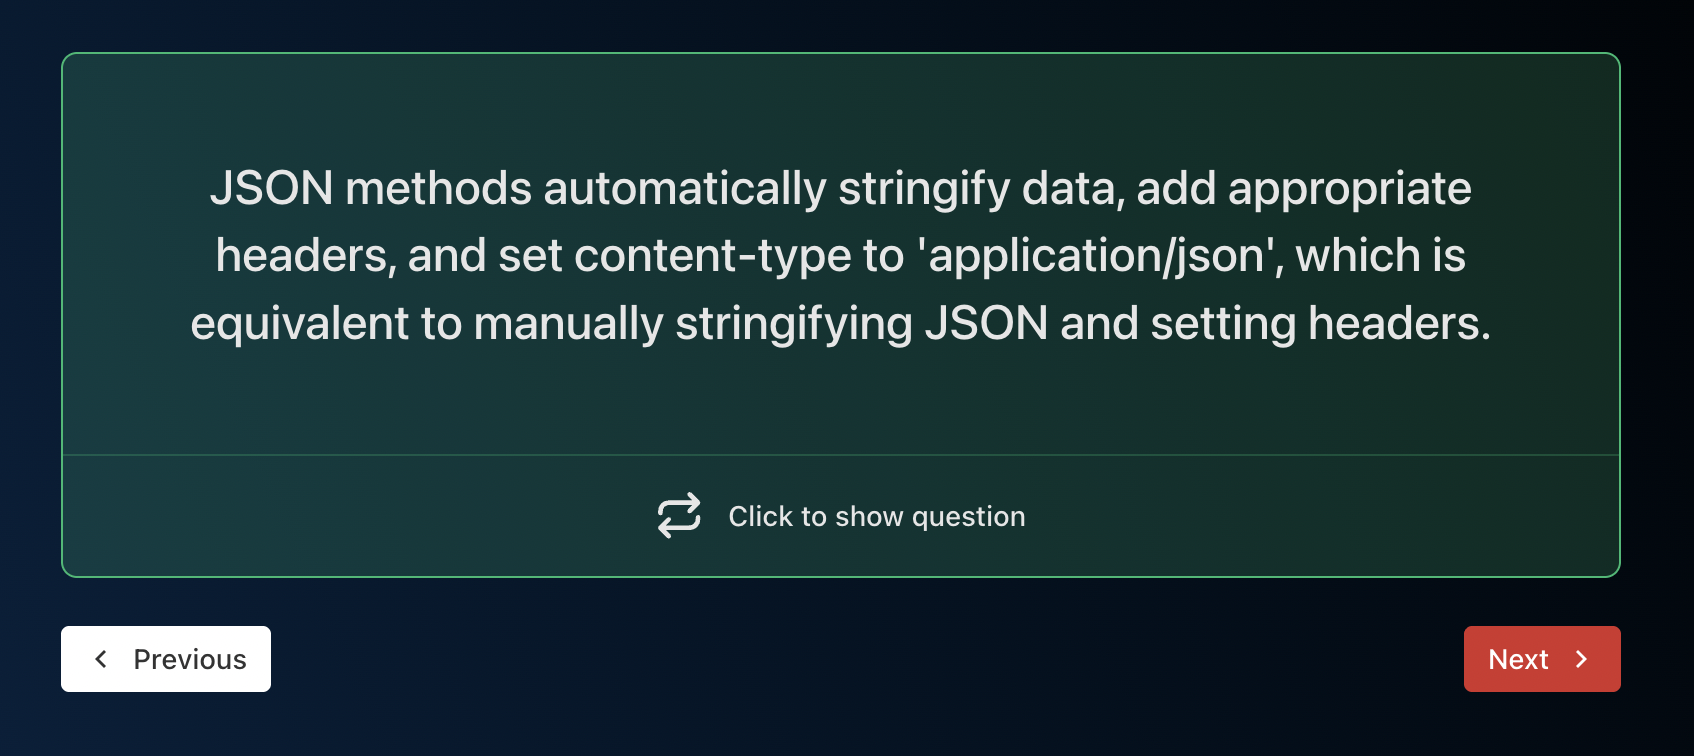 JSON methods automatically stringify data, add appropriate
headers, and set content-type to 'application/json', which is
equivalent to manually stringifying JSON and setting headers.
Click to show question
Previous
Next